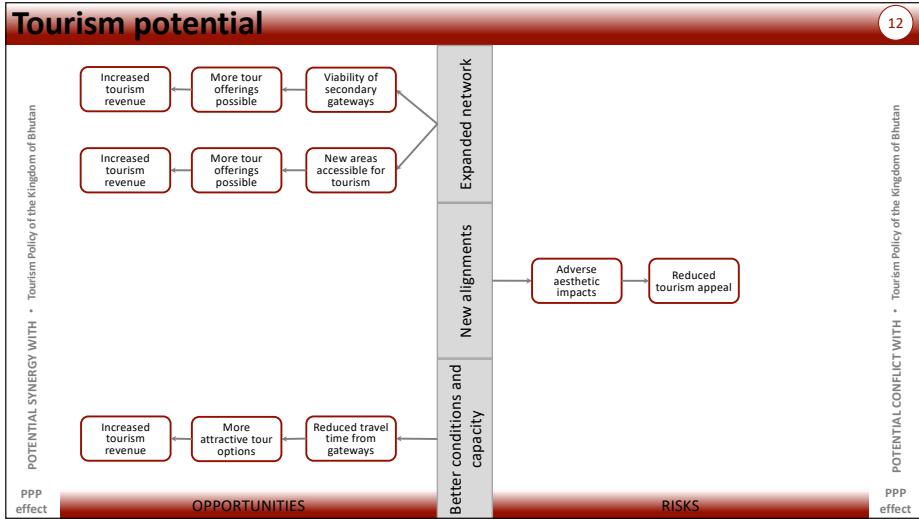 Tourism potential
12
POTENTIAL SYNERGY WITH • Tourism Policy of the Kingdom of Bhutan
Increased
tourism
revenue
More tour
offerings
possible
Viability of
secondary
gateways
Increased
tourism
revenue
More tour
offerings
possible
New areas
accessible for
tourism
Expanded network
New alignments
Adverse
aesthetic
impacts
Reduced
tourism appeal
Increased
tourism
revenue
More
attractive tour
options
Reduced travel
time from
gateways
Better conditions and
capacity
POTENTIAL CONFLICT WITH • Tourism Policy of the Kingdom of Bhutan
PPP
effect
OPPORTUNITIES
RISKS
PPP
effect